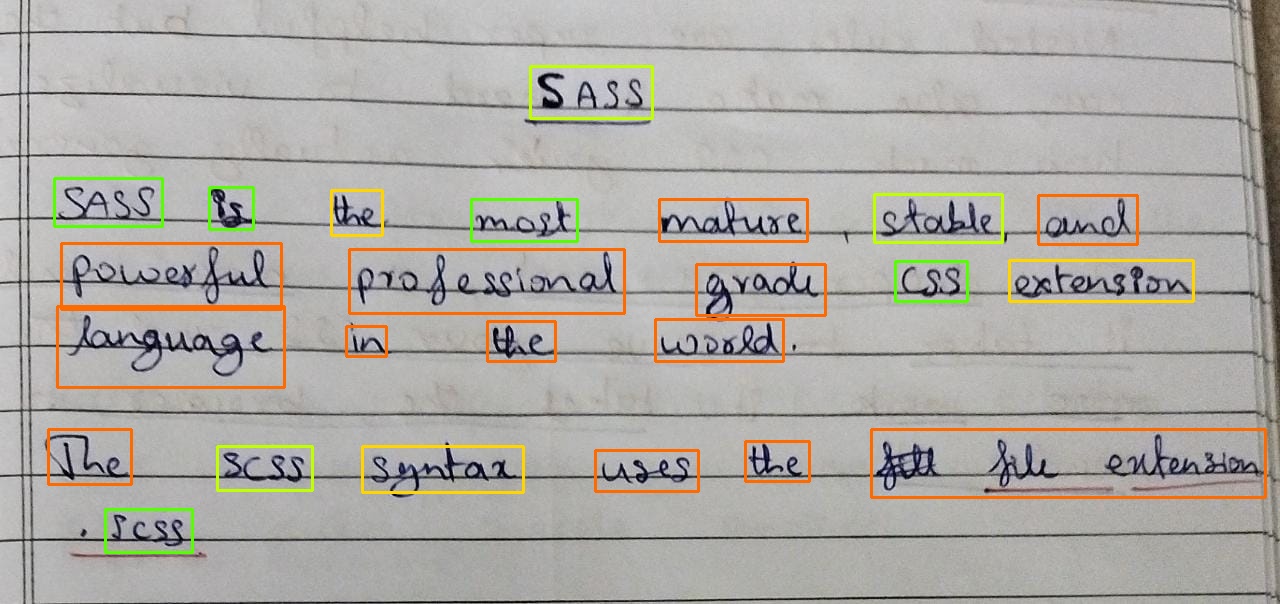 SASS
SASS is the most mature, stable, and
powerful professional grade CSS extension
language in the world.
The SCSS syntax uses the file extension
.SCSS